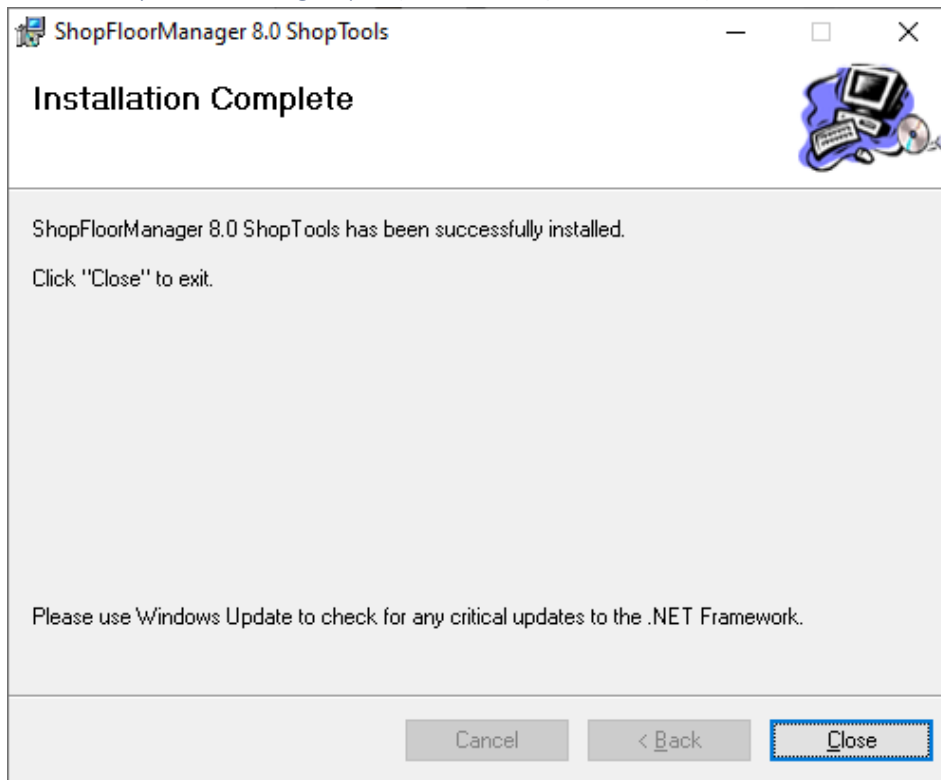 ShopFloorManager 8.0 ShopTools
Installation Complete
ShopFloorManager 8.0 ShopTools has been successfully installed.
Click "Close" to exit.
Please use Windows Update to check for any critical updates to the .NET Framework.
Cancel
< Back
Close